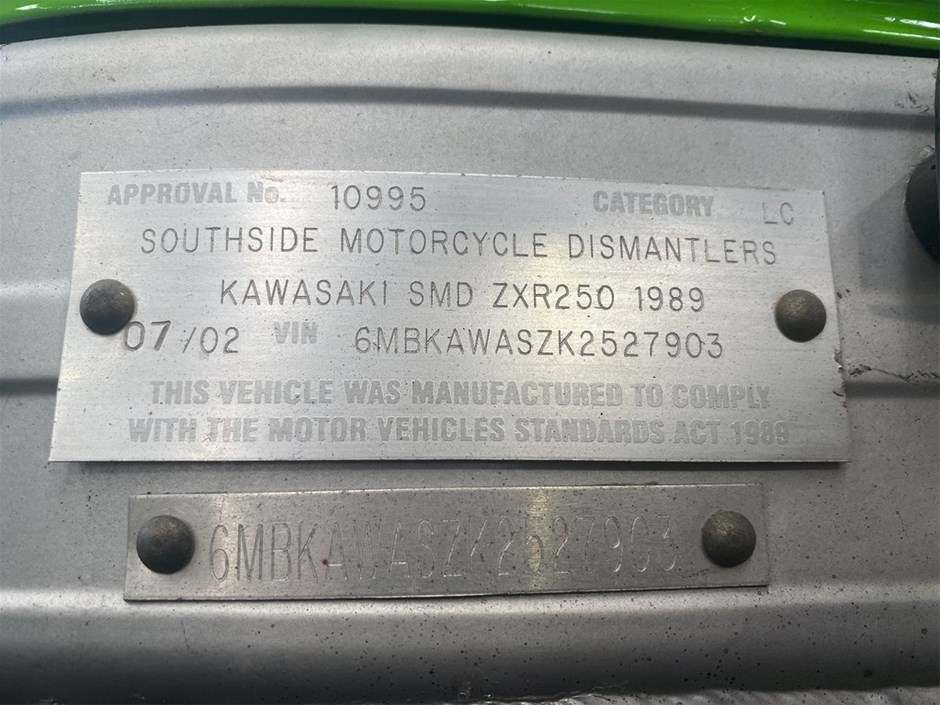 APPROVAL No. 10995 CATEGORY LC
SOUTHSIDE MOTORCYCLE DISMANTLERS
KAWASAKI SMD ZXR250 1989
07/02 VIN 6MBKAWASZK2527903
THIS VEHICLE WAS MANUFACTURED TO COMPLY
WITH THE MOTOR VEHICLES STANDARDS ACT 1989
6MBKAWASZK2527903